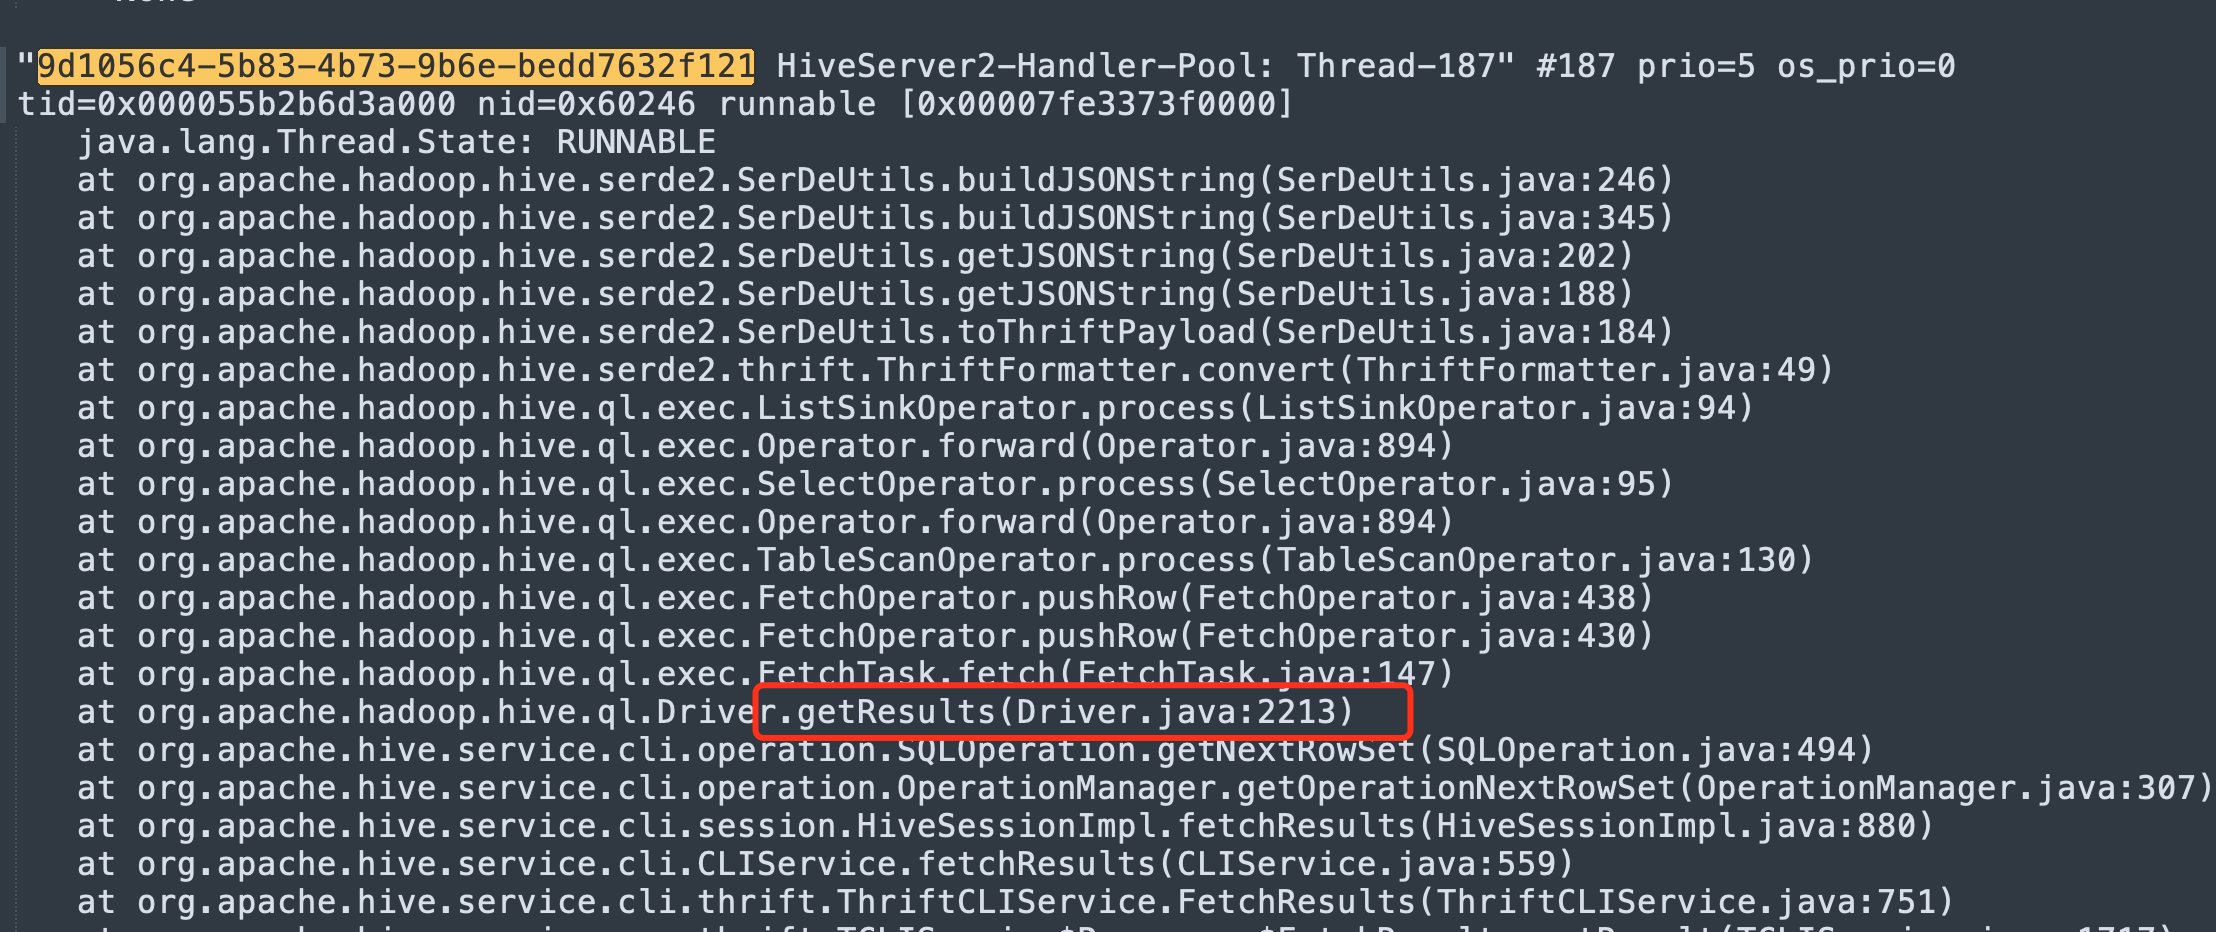 "9d1056c4-5b83-4b73-9b6e-bedd7632f121 HiveServer2-Handler-Pool: Thread-187" #187 prio=5 os_prio=0
tid=0x000055b2b6d3a000 nid=0x60246 runnable [0x00007fe3373f0000]
java.lang.Thread.State: RUNNABLE
at org.apache.hadoop.hive.serde2.SerDeUtils.buildJSONString(SerDeUtils.java:246)
at org.apache.hadoop.hive.serde2.SerDeUtils.buildJSONString(SerDeUtils.java:345)
at org.apache.hadoop.hive.serde2.SerDeUtils.getJSONString(SerDeUtils.java:202)
at org.apache.hadoop.hive.serde2.SerDeUtils.getJSONString(SerDeUtils.java:188)
at org.apache.hadoop.hive.serde2.SerDeUtils.toThriftPayload(SerDeUtils.java:184)
at org.apache.hadoop.hive.serde2.thrift.ThriftFormatter.convert(ThriftFormatter.java:49)
at org.apache.hadoop.hive.ql.exec.ListSinkOperator.process(ListSinkOperator.java:94)
at org.apache.hadoop.hive.ql.exec.Operator.forward(Operator.java:894)
at org.apache.hadoop.hive.ql.exec.SelectOperator.process(SelectOperator.java:95)
at org.apache.hadoop.hive.ql.exec.Operator.forward(Operator.java:894)
at org.apache.hadoop.hive.ql.exec.TableScanOperator.process(TableScanOperator.java:130)
at org.apache.hadoop.hive.ql.exec.FetchOperator.pushRow(FetchOperator.java:438)
at org.apache.hadoop.hive.ql.exec.FetchOperator.pushRow(FetchOperator.java:430)
at org.apache.hadoop.hive.ql.exec.FetchTask.fetch(FetchTask.java:147)
at org.apache.hadoop.hive.ql.Driver.getResults(Driver.java:2213)
at org.apache.hive.service.cli.operation.SQLOperation.getNextRowSet(SQLOperation.java:494)
at org.apache.hive.service.cli.operation.OperationManager.getOperationNextRowSet(OperationManager.java:307)
at org.apache.hive.service.cli.session.HiveSessionImpl.fetchResults(HiveSessionImpl.java:880)
at org.apache.hive.service.cli.CLIService.fetchResults(CLIService.java:559)
at org.apache.hive.service.cli.thrift.ThriftCLIService.FetchResults(ThriftCLIService.java:751)